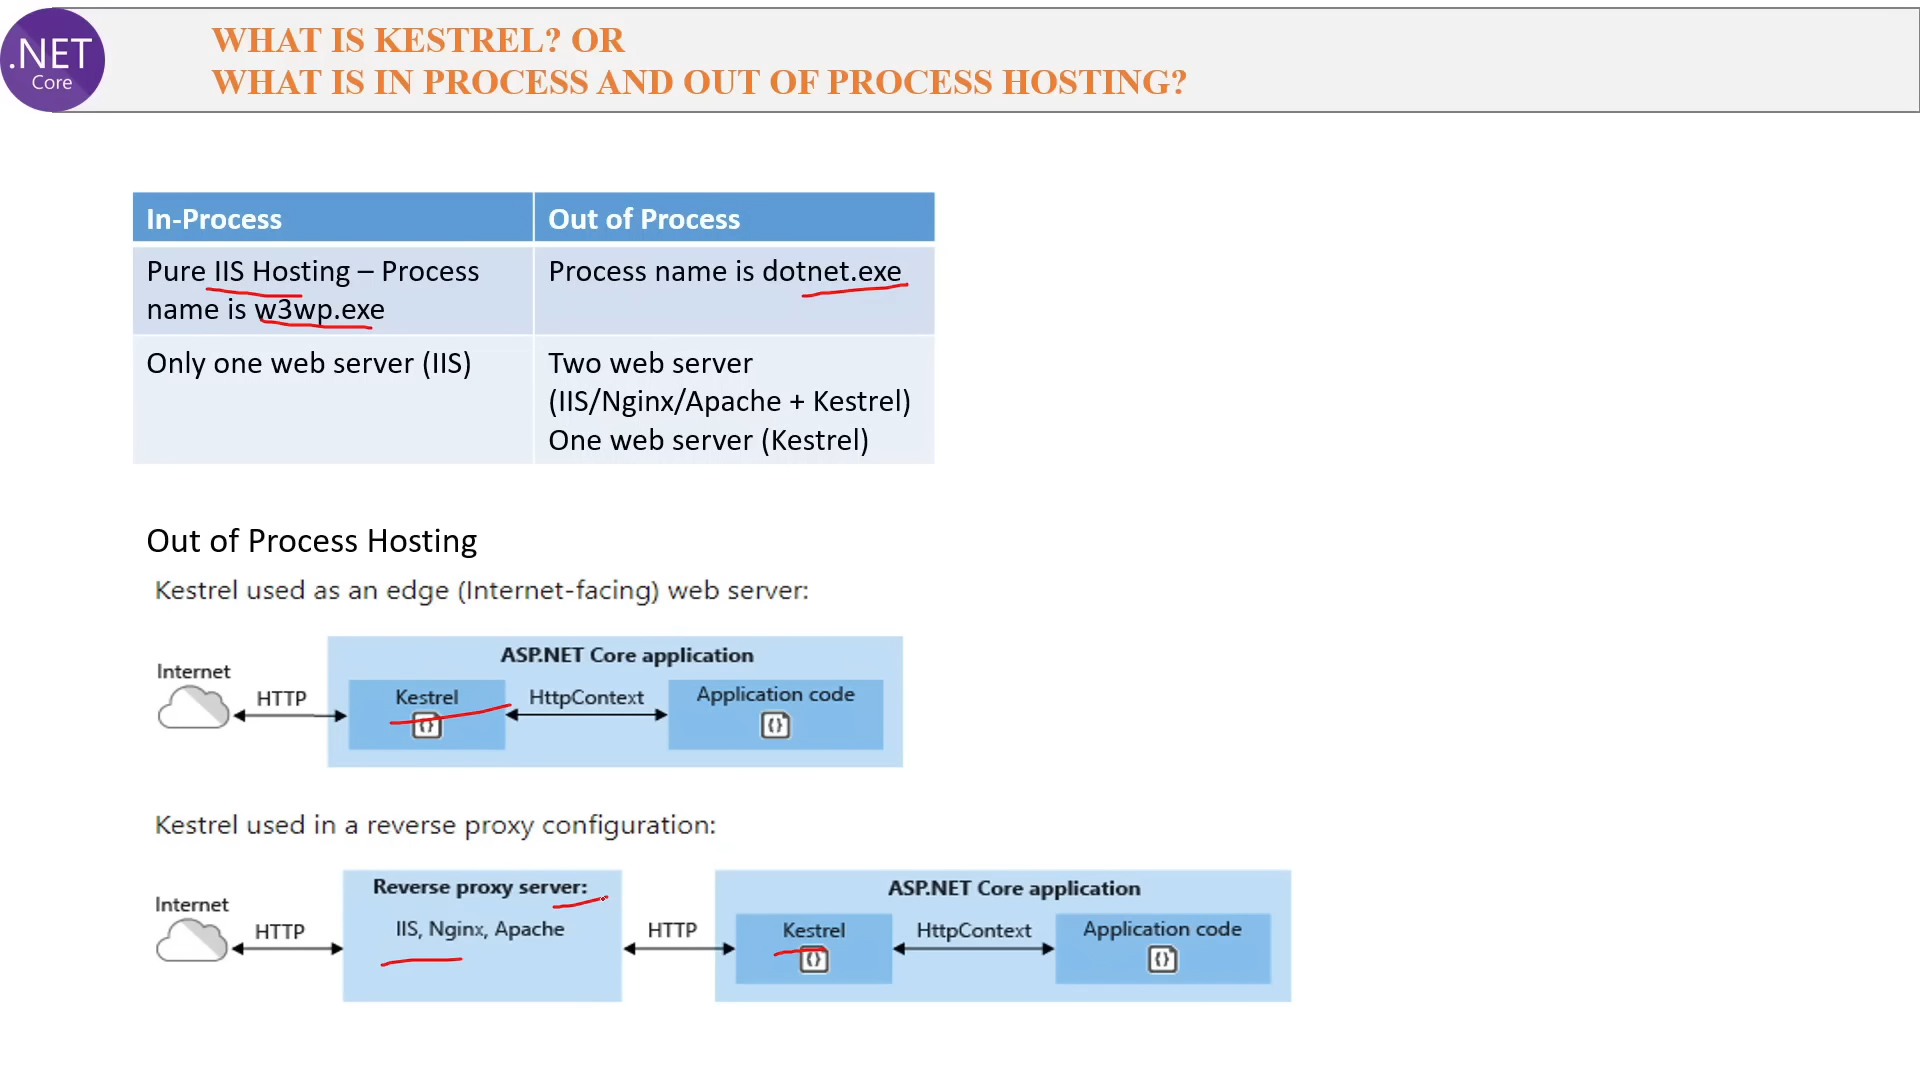 .NET
Core
WHAT IS KESTREL? OR
WHAT IS IN PROCESS AND OUT OF PROCESS HOSTING?
In-Process
Out of Process
Pure IIS Hosting – Process
name is w3wp.exe
Process name is dotnet.exe
Only one web server (IIS)
Two web server
(IIS/Nginx/Apache + Kestrel)
One web server (Kestrel)
Out of Process Hosting
Kestrel used as an edge (Internet-facing) web server:
ASP.NET Core application
Internet
HTTP
Kestrel
HttpContext
Application code
Kestrel used in a reverse proxy configuration:
Reverse proxy server:
ASP.NET Core application
Internet
HTTP
IIS, Nginx, Apache
HTTP
Kestrel
HttpContext
Application code